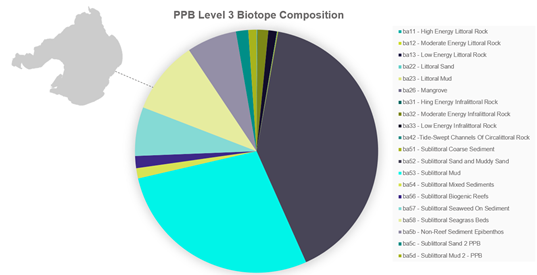 PPB Level 3 Biotope Composition
ba11 - High Energy Littoral Rock
ba12 - Moderate Energy Littoral Rock
ba13 - Low Energy Littoral Rock
ba22 - Littoral Sand
ba23 - Littoral Mud
ba26 - Mangrove
ba31 - Hing Energy Infralittoral Rock
ba32 - Moderate Energy Infralittoral Rock
ba33 - Low Energy Infralittoral Rock
ba42 -Tide-Swept Channels Of Circalittoral Rock
ba51 - Sublittoral Coarse Sediment
ba52 - Sublittoral Sand and Muddy Sand
ba53 - Sublittoral Mud
ba54 - Sublittoral Mixed Sediments
ba56 - Sublittoral Biogenic Reefs
ba57 - Sublittoral Seaweed On Sediment
ba58 - Sublittoral Seagrass Beds
ba5b - Non-Reef Sediment Epibenthos
ba5c - Sublittoral Sand 2 PPB
ba5d - Sublittoral Mud 2 - PPB